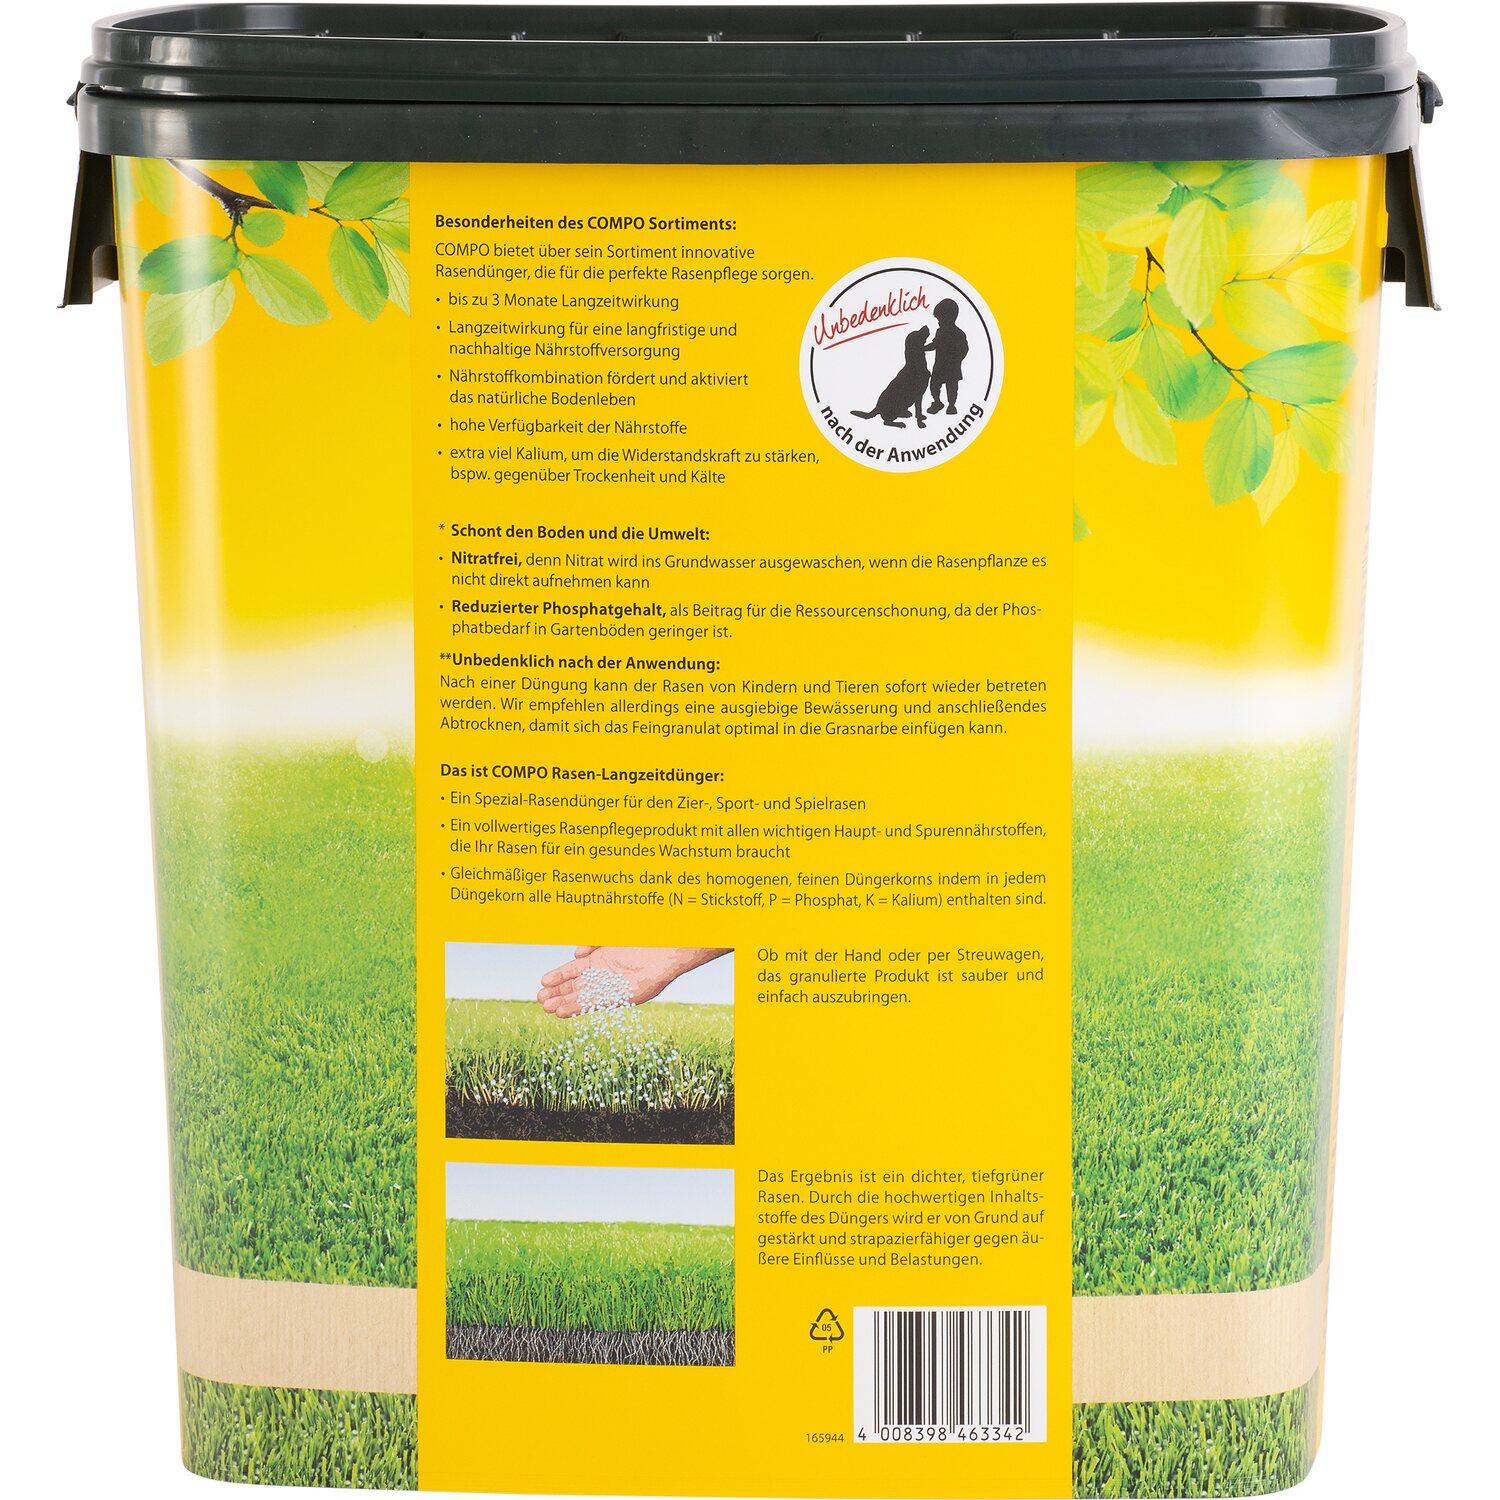 Besonderheiten des COMPO Sortiments:
COMPO bietet über sein Sortiment innovative
Rasendünger, die für die perfekte Rasenpflege sorgen.
• bis zu 3 Monate Langzeitwirkung
• Langzeitwirkung für eine langfristige und
nachhaltige Nährstoffversorgung
• Nährstoffkombination fördert und aktiviert
das natürliche Bodenleben
• hohe Verfügbarkeit der Nährstoffe
• extra viel Kalium, um die Widerstandskraft zu stärken,
bspw. gegenüber Trockenheit und Kälte
Unbedenklich
nach der Anwendung
* Schont den Boden und die Umwelt:
• Nitratfrei, denn Nitrat wird ins Grundwasser ausgewaschen, wenn die Rasenpflanze es
nicht direkt aufnehmen kann
• Reduzierter Phosphatgehalt, als Beitrag für die Ressourcenschonung, da der Phos-
phatbedarf in Gartenböden geringer ist.
**Unbedenklich nach der Anwendung:
Nach einer Düngung kann der Rasen von Kindern und Tieren sofort wieder betreten
werden. Wir empfehlen allerdings eine ausgiebige Bewässerung und anschließendes
Abtrocknen, damit sich das Feingranulat optimal in die Grasnarbe einfügen kann.
Das ist COMPO Rasen-Langzeitdünger:
• Ein Spezial-Rasendünger für den Zier-, Sport- und Spielrasen
• Ein vollwertiges Rasenpflegeprodukt mit allen wichtigen Haupt- und Spurennährstoffen,
die Ihr Rasen für ein gesundes Wachstum braucht
• Gleichmäßiger Rasenwuchs dank des homogenen, feinen Düngerkorns indem in jedem
Düngekorn alle Hauptnährstoffe (N = Stickstoff, P = Phosphat, K = Kalium) enthalten sind.
Ob mit der Hand oder per Streuwagen,
das granulierte Produkt ist sauber und
einfach auszubringen.
Das Ergebnis ist ein dichter, tiefgrüner
Rasen. Durch die hochwertigen Inhalts-
stoffe des Düngers wird er von Grund auf
gestärkt und strapazierfähiger gegen äu-
ßere Einflüsse und Belastungen.
05
PP
165944
4 008398 463342